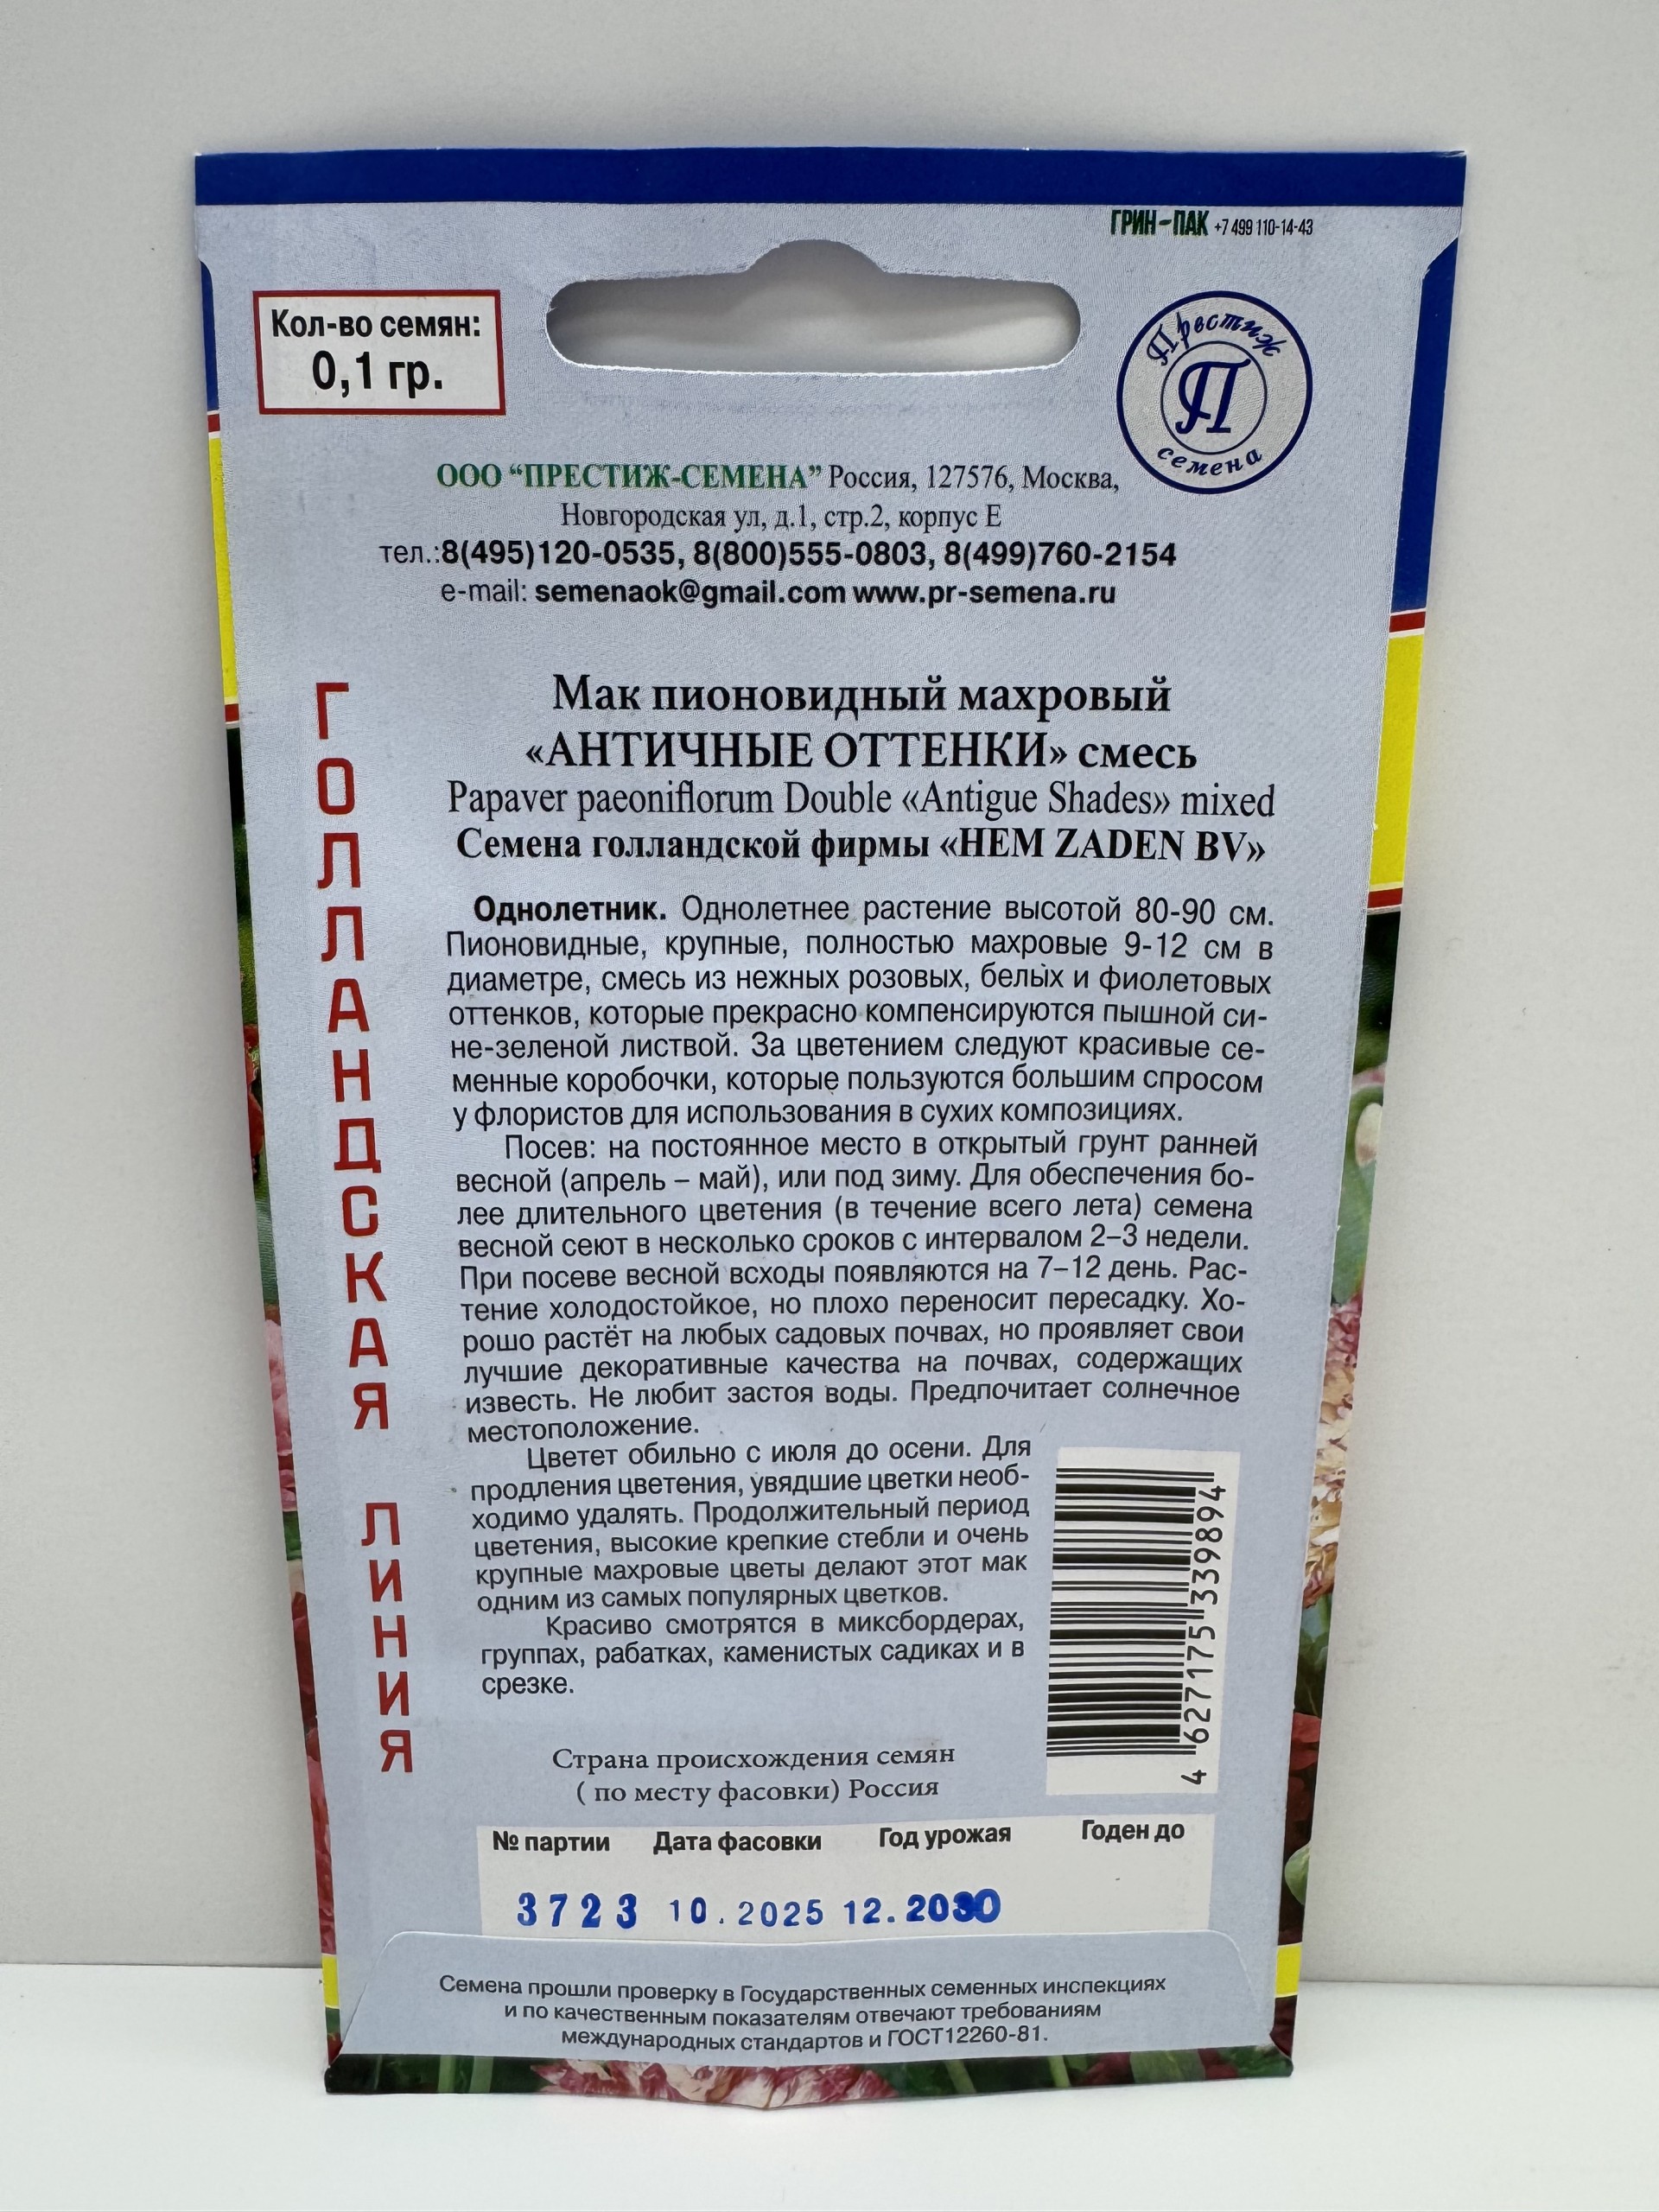 ГРИН-ПАК +7 499 110-14-43
Кол-во семян:
0,1 гр.
Престиж
П
семена
ООО “ПРЕСТИЖ-СЕМЕНА” Россия, 127576, Москва,
Новгородская ул, д.1, стр.2, корпус Е
тел.:8(495)120-0535, 8(800)555-0803, 8(499)760-2154
e-mail: semenaok@gmail.com www.pr-semena.ru
ГОЛЛАНДСКАЯ ЛИНИЯ
Мак пионовидный махровый
«АНТИЧНЫЕ ОТТЕНКИ» смесь
Papaver paeoniflorum Double «Antigue Shades» mixed
Семена голландской фирмы «HEM ZADEN BV»
Однолетник. Однолетнее растение высотой 80-90 см.
Пионовидные, крупные, полностью махровые 9-12 см в
диаметре, смесь из нежных розовых, белых и фиолетовых
оттенков, которые прекрасно компенсируются пышной си-
не-зеленой листвой. За цветением следуют красивые се-
менные коробочки, которые пользуются большим спросом
у флористов для использования в сухих композициях.
Посев: на постоянное место в открытый грунт ранней
весной (апрель – май), или под зиму. Для обеспечения бо-
лее длительного цветения (в течение всего лета) семена
весной сеют в несколько сроков с интервалом 2–3 недели.
При посеве весной всходы появляются на 7–12 день. Рас-
тение холодостойкое, но плохо переносит пересадку. Хо-
рошо растёт на любых садовых почвах, но проявляет свои
лучшие декоративные качества на почвах, содержащих
известь. Не любит застоя воды. Предпочитает солнечное
местоположение.
Цветет обильно с июля до осени. Для
продления цветения, увядшие цветки необ-
ходимо удалять. Продолжительный период
цветения, высокие крепкие стебли и очень
крупные махровые цветы делают этот мак
одним из самых популярных цветков.
Красиво смотрятся в миксбордерах,
группах, рабатках, каменистых садиках и в
срезке.
4 627175 339894
Страна происхождения семян
( по месту фасовки) Россия
№ партии Дата фасовки Год урожая Годен до
3723 10.2025 12.2030
Семена прошли проверку в Государственных семенных инспекциях
и по качественным показателям отвечают требованиям
международных стандартов и ГОСТ12260-81.